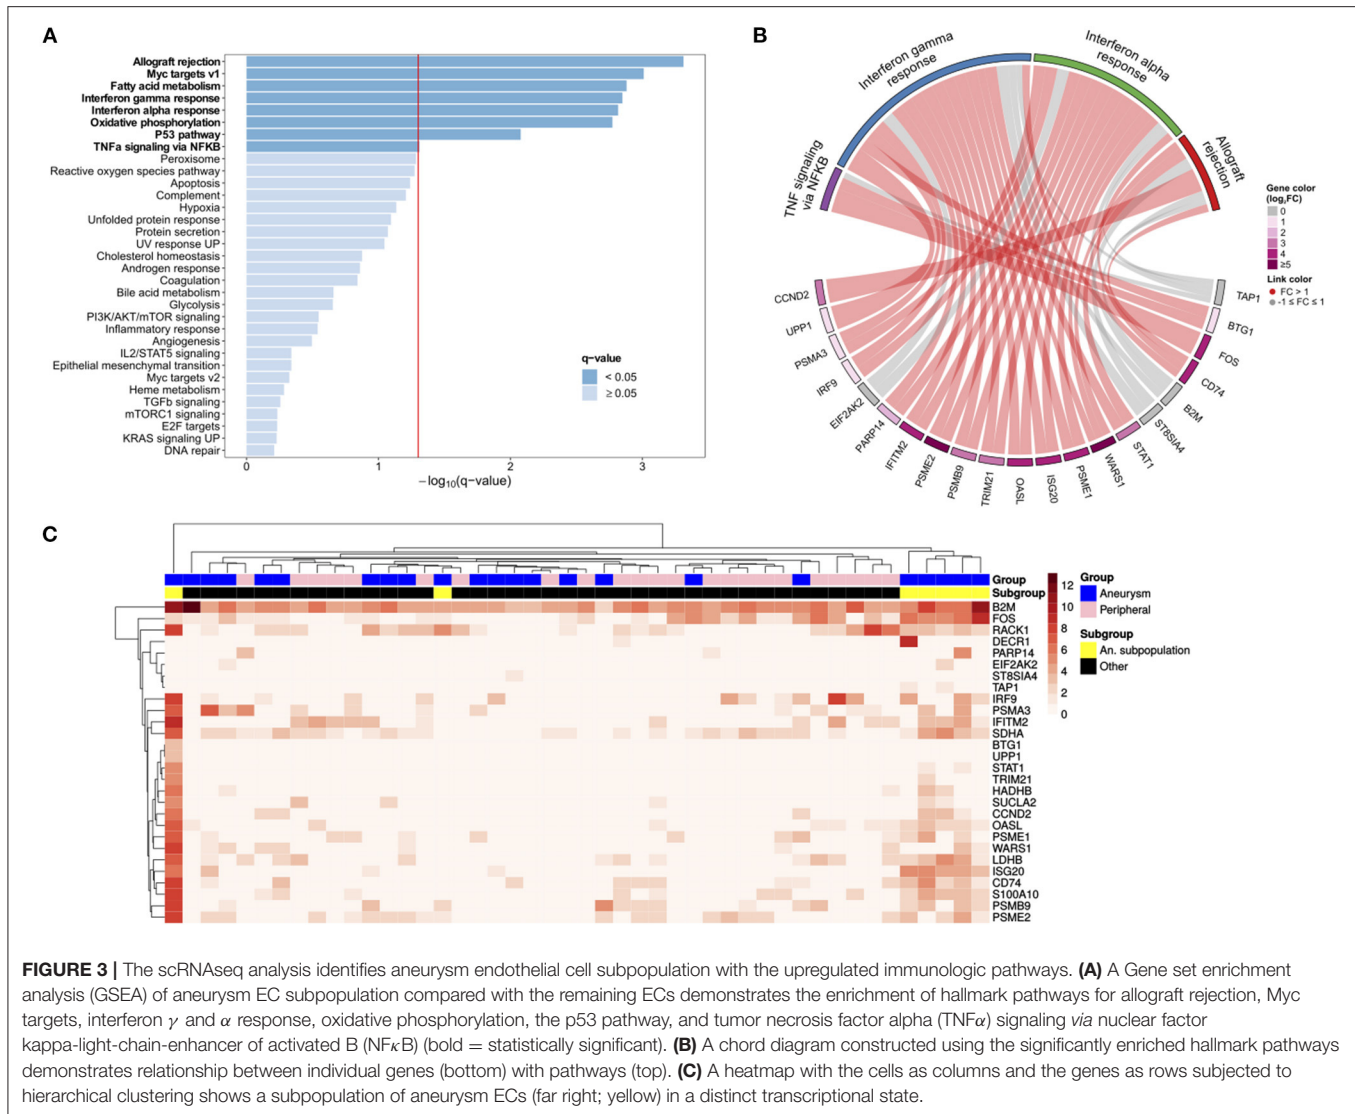 A
Allograft rejection
Myc targets v1
Fatty acid metabolism
Interferon gamma response
Interferon alpha response
Oxidative phosphorylation
P53 pathway
TNFa signaling via NFKB
Peroxisome
Reactive oxygen species pathway
Apoptosis
Complement
Hypoxia
Unfolded protein response
Protein secretion
UV response UP
Cholesterol homeostasis
Androgen response
Coagulation
Bile acid metabolism
Glycolysis
PI3K/AKT/mTOR signaling
Inflammatory response
Angiogenesis
IL2/STAT5 signaling
Epithelial mesenchymal transition
Myc targets v2
Heme metabolism
TGFb signaling
mTORC1 signaling
E2F targets
KRAS signaling UP
DNA repair
0 1 2 3
−log10(q−value)
q−value
< 0.05
≥ 0.05
B
TNF signaling
via NFKB
Interferon gamma
response
Interferon alpha
response
Allograft
rejection
CCND2
UPP1
PSMA3
IRF9
EIF2AK2
PARP14
IFITM2
PSME2
PSMB9
TRIM21
OASL
ISG20
PSME1
WARS1
STAT1
ST8SIA4
B2M
CD74
FOS
BTG1
TAP1
Gene color
(log2FC)
0
1
2
3
4
≥5
Link color
FC > 1
-1 ≤ FC ≤ 1
C
Group
Subgroup
B2M
FOS
RACK1
DECR1
PARP14
EIF2AK2
ST8SIA4
TAP1
IRF9
PSMA3
IFITM2
SDHA
BTG1
UPP1
STAT1
TRIM21
HADHB
SUCLA2
CCND2
OASL
PSME1
WARS1
LDHB
ISG20
CD74
S100A10
PSMB9
PSME2
12
10
8
6
4
2
0
Group
Aneurysm
Peripheral
Subgroup
An. subpopulation
Other
FIGURE 3 | The scRNAseq analysis identifies aneurysm endothelial cell subpopulation with the upregulated immunologic pathways. (A) A Gene set enrichment
analysis (GSEA) of aneurysm EC subpopulation compared with the remaining ECs demonstrates the enrichment of hallmark pathways for allograft rejection, Myc
targets, interferon γ and α response, oxidative phosphorylation, the p53 pathway, and tumor necrosis factor alpha (TNFα) signaling via nuclear factor
kappa-light-chain-enhancer of activated B (NFκB) (bold = statistically significant). (B) A chord diagram constructed using the significantly enriched hallmark pathways
demonstrates relationship between individual genes (bottom) with pathways (top). (C) A heatmap with the cells as columns and the genes as rows subjected to
hierarchical clustering shows a subpopulation of aneurysm ECs (far right; yellow) in a distinct transcriptional state.